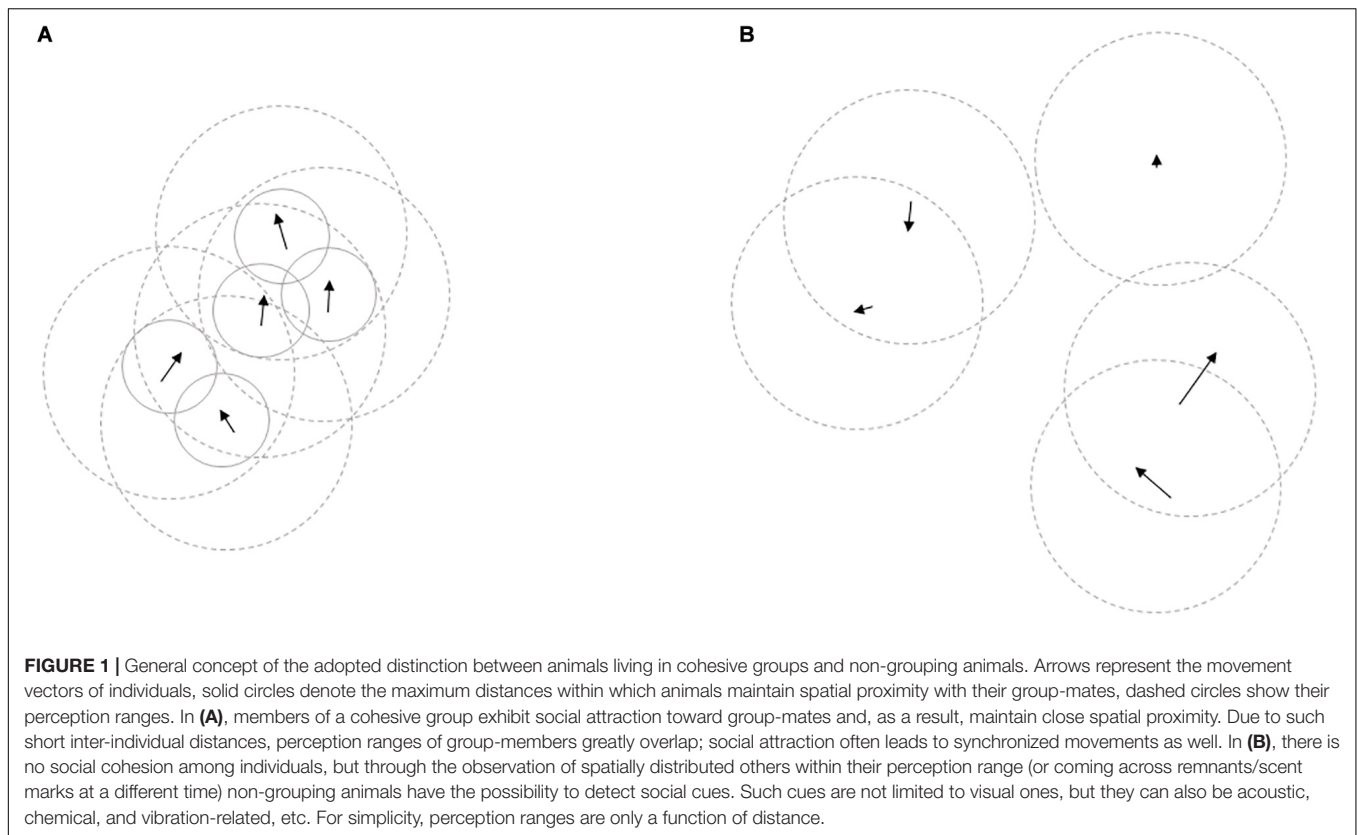 A
B
FIGURE 1 | General concept of the adopted distinction between animals living in cohesive groups and non-grouping animals. Arrows represent the movement
vectors of individuals, solid circles denote the maximum distances within which animals maintain spatial proximity with their group-mates, dashed circles show their
perception ranges. In (A), members of a cohesive group exhibit social attraction toward group-mates and, as a result, maintain close spatial proximity. Due to such
short inter-individual distances, perception ranges of group-members greatly overlap; social attraction often leads to synchronized movements as well. In (B), there is
no social cohesion among individuals, but through the observation of spatially distributed others within their perception range (or coming across remnants/scent
marks at a different time) non-grouping animals have the possibility to detect social cues. Such cues are not limited to visual ones, but they can also be acoustic,
chemical, and vibration-related, etc. For simplicity, perception ranges are only a function of distance.